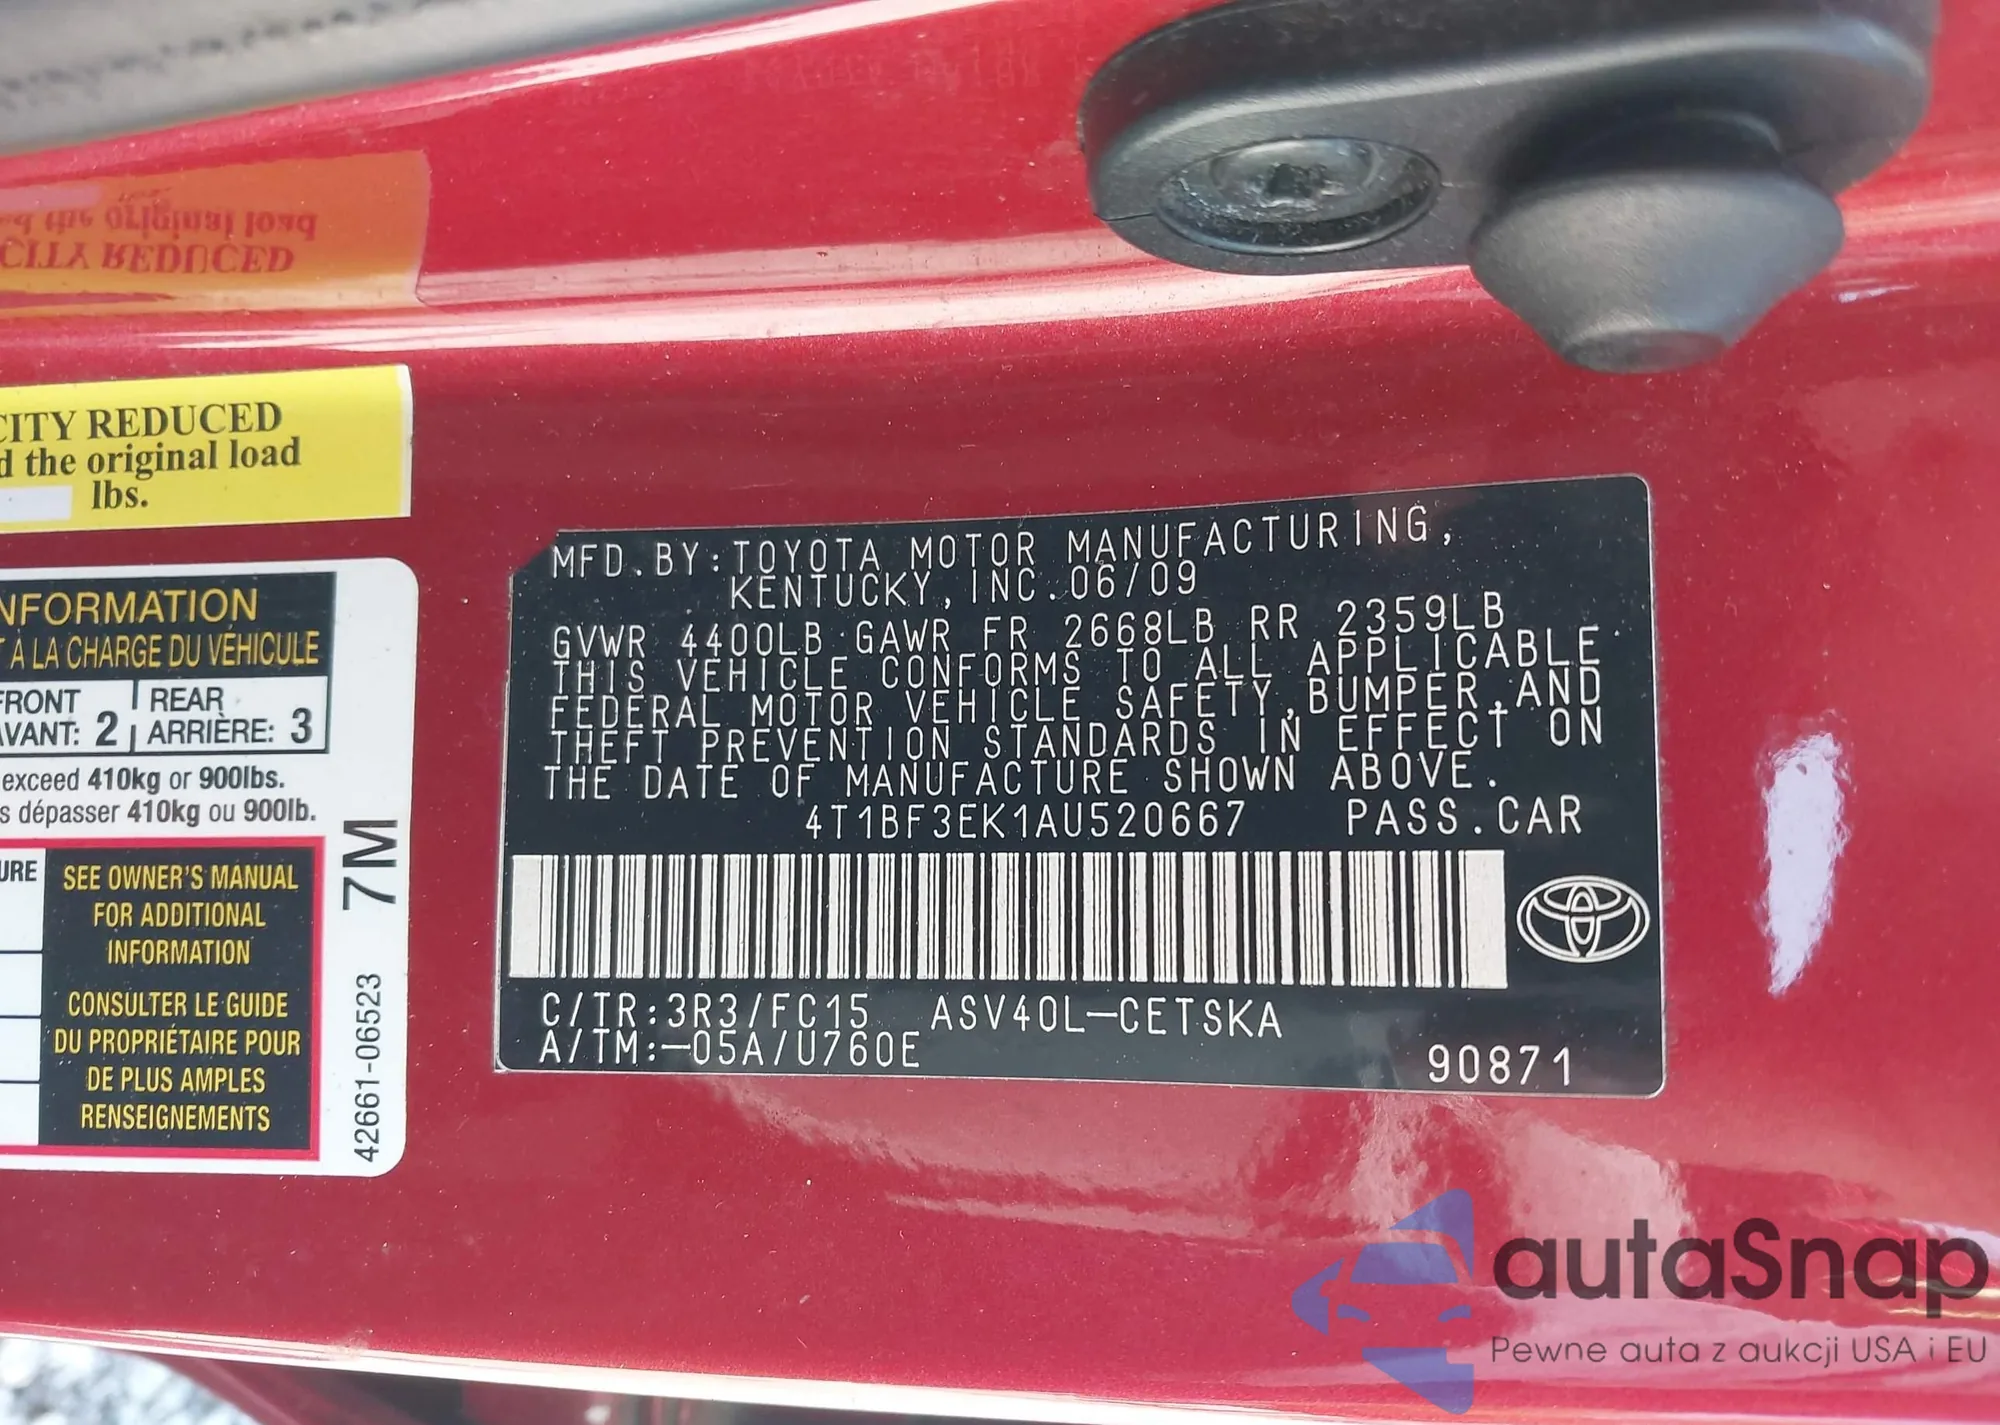 CITY REDUCED
d the original load
lbs.
NFORMATION
T À LA CHARGE DU VÉHICULE
FRONT
AVANT: 2
REAR
ARRIÈRE: 3
exceed 410kg or 900lbs.
s dépasser 410kg ou 900lb.
URE
SEE OWNER'S MANUAL
FOR ADDITIONAL
INFORMATION
CONSULTER LE GUIDE
DU PROPRIÉTAIRE POUR
DE PLUS AMPLES
RENSEIGNEMENTS
7M
42661-06523
MFD.BY:TOYOTA MOTOR MANUFACTURING,
KENTUCKY,INC.06/09
GVWR 4400LB GAWR FR 2668LB RR 2359LB
THIS VEHICLE CONFORMS TO ALL APPLICABLE
FEDERAL MOTOR VEHICLE SAFETY,BUMPER,AND
THEFT PREVENTION STANDARDS IN EFFECT ON
THE DATE OF MANUFACTURE SHOWN ABOVE.
4T1BF3EK1AU520667 PASS.CAR
C/TR:3R3/FC15 ASV40L-CETSKA
A/TM:-05A/U760E
90871
autaSnap
Pewne auta z aukcji USA i EU